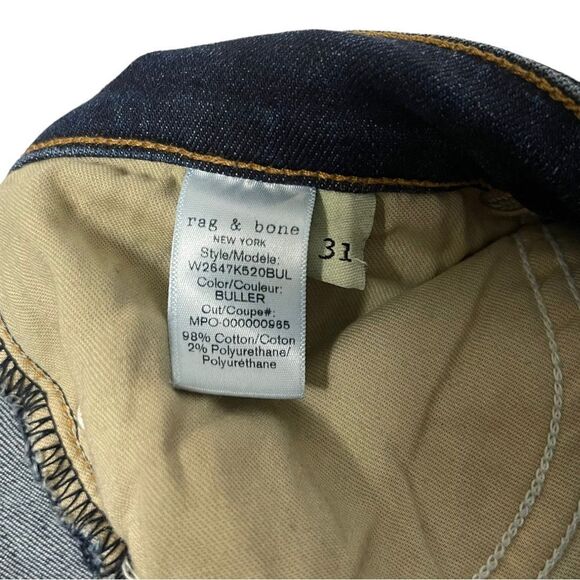 rag & bone
NEW YORK
Style/Modele:
W2647K520BUL
Color/Couleur:
BULLER
Cut/Coupe#:
MPO-000000965
98% Cotton/Coton
2% Polyurethane/
Polyuréthane
31